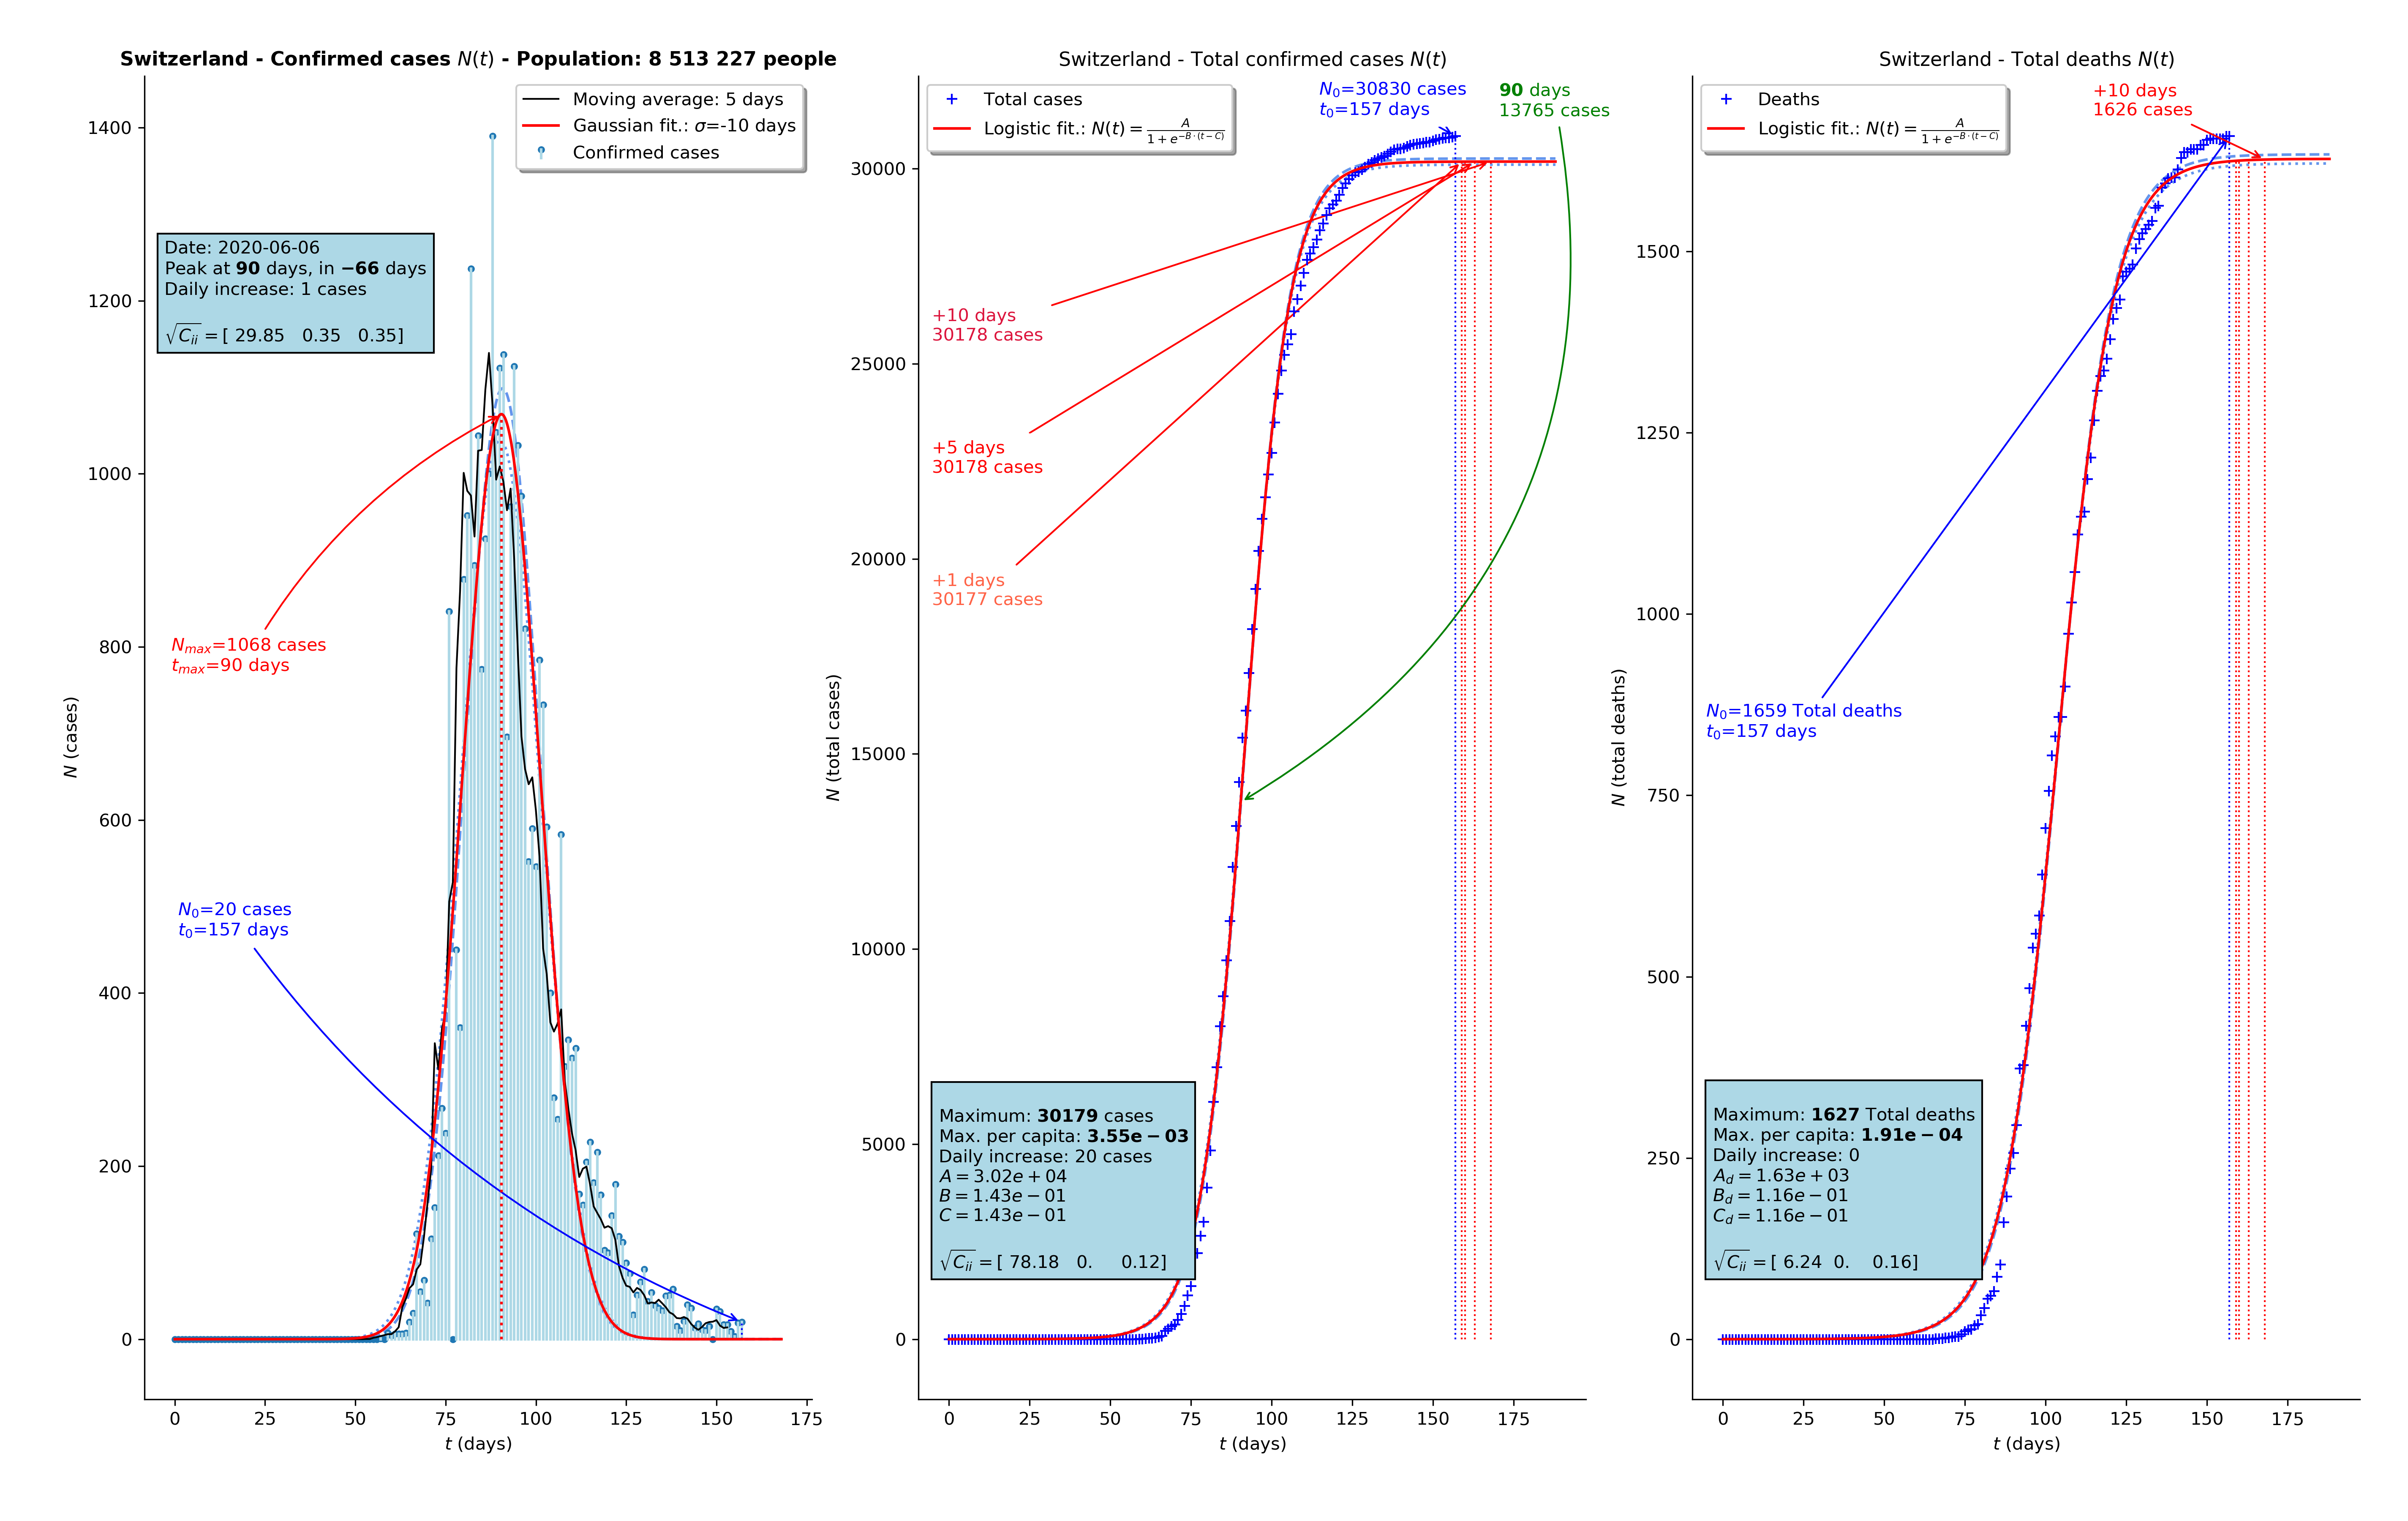 Switzerland - Confirmed cases N(t) - Population: 8 513 227 people
Moving average: 5 days
Gaussian fit.: σ=-10 days
Confirmed cases
Date: 2020-06-06
Peak at 90 days, in −66 days
Daily increase: 1 cases
√C_ii = [ 29.85 0.35 0.35]
N_max=1068 cases
t_max=90 days
N_0=20 cases
t_0=157 days
N (cases)
1400
1200
1000
800
600
400
200
0
0 25 50 75 100 125 150 175
t (days)
Switzerland - Total confirmed cases N(t)
Total cases
Logistic fit.: N(t) = A / (1 + e^{−B·(t−C)})
N_0=30830 cases
t_0=157 days
90 days
13765 cases
+10 days
30178 cases
+5 days
30178 cases
+1 days
30177 cases
Maximum: 30179 cases
Max. per capita: 3.55e − 03
Daily increase: 20 cases
A = 3.02e + 04
B = 1.43e − 01
C = 1.43e − 01
√C_ii = [ 78.18 0. 0.12]
N (total cases)
30000
25000
20000
15000
10000
5000
0
0 25 50 75 100 125 150 175
t (days)
Switzerland - Total deaths N(t)
Deaths
Logistic fit.: N(t) = A / (1 + e^{−B·(t−C)})
+10 days
1626 cases
N_0=1659 Total deaths
t_0=157 days
Maximum: 1627 Total deaths
Max. per capita: 1.91e − 04
Daily increase: 0
A_d = 1.63e + 03
B_d = 1.16e − 01
C_d = 1.16e − 01
√C_ii = [ 6.24 0. 0.16]
N (total deaths)
1500
1250
1000
750
500
250
0
0 25 50 75 100 125 150 175
t (days)